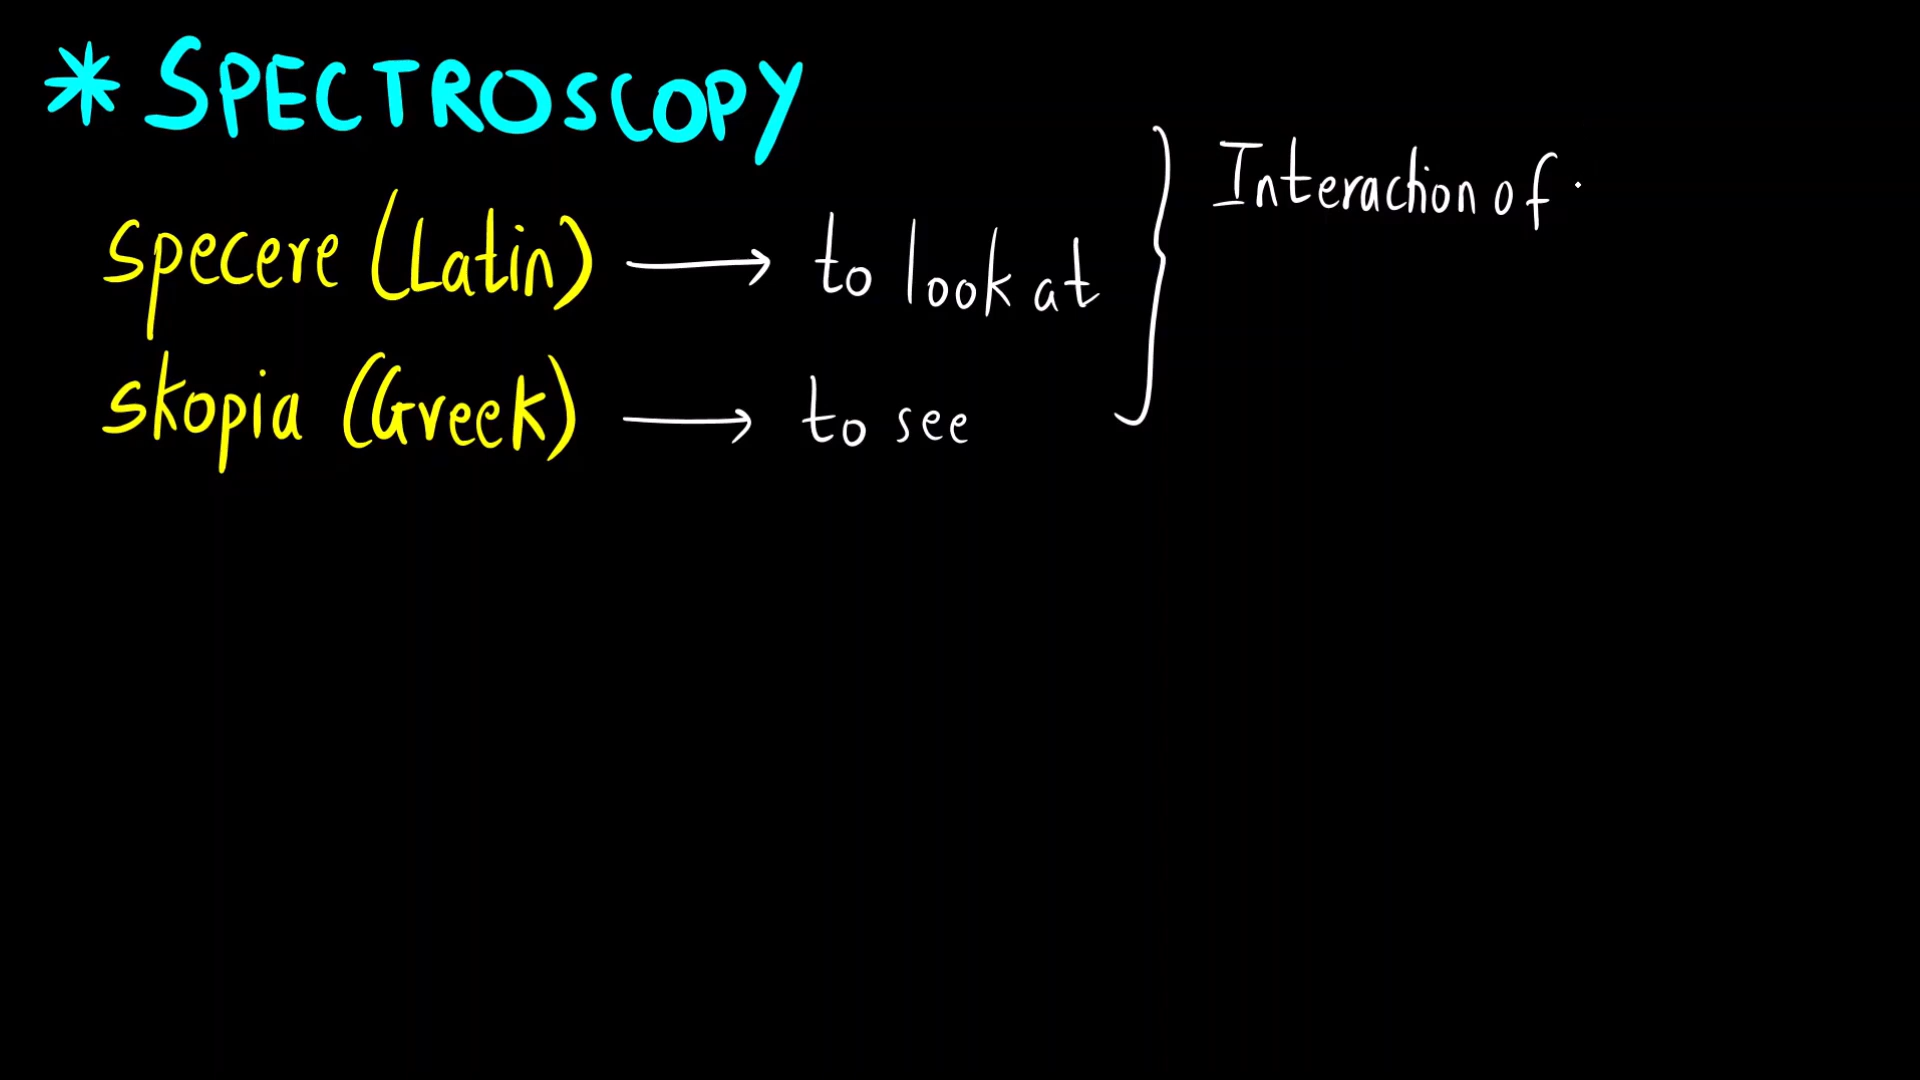 * SPECTROSCOPY
specere (Latin) → to look at
skopia (Greek) → to see
Interaction of